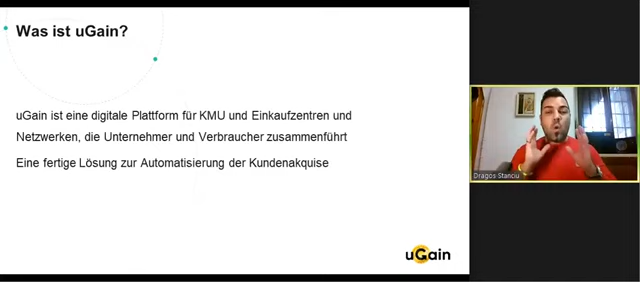 Was ist uGain?
uGain ist eine digitale Plattform für KMU und Einkaufzentren und
Netzwerken, die Unternehmer und Verbraucher zusammenführt
Eine fertige Lösung zur Automatisierung der Kundenakquise
uGain
Dragos Stanciu